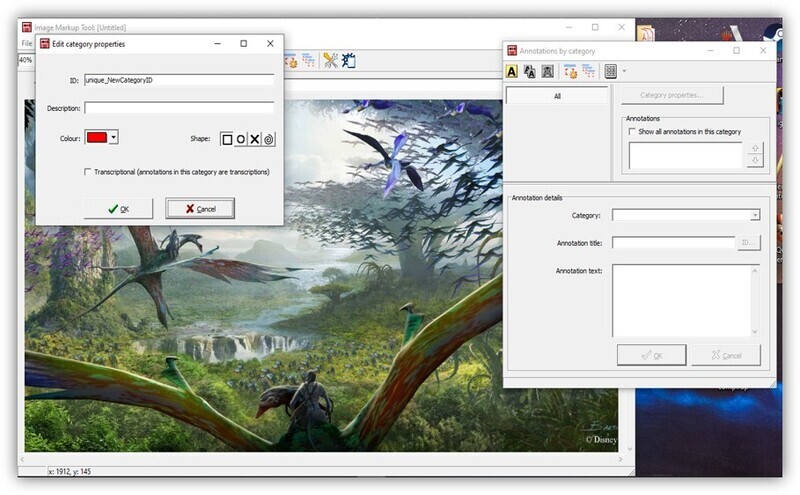 Image Markup Tool: [Untitled]
File
40%
Edit category properties
ID:
unique_NewCategoryID
Description:
Colour:
Shape:
Transcriptional (annotations in this category are transcriptions)
OK
Cancel
Annotations by category
All
Category properties...
Annotations
Show all annotations in this category
Annotation details
Category:
Annotation title:
ID...
Annotation text:
OK
Cancel
© Disney
x: 1912, y: 145